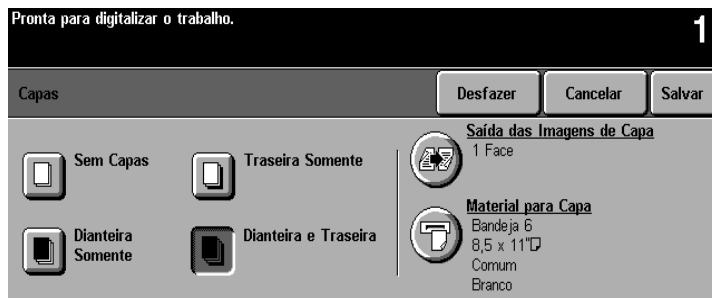 Pronta para digitalizar o trabalho.
1
Capas
Desfazer
Cancelar
Salvar
Sem Capas
Traseira Somente
Dianteira
Somente
Dianteira e Traseira
Saída das Imagens de Capa
1 Face
Material para Capa
Bandeja 6
8,5 x 11"
Comum
Branco